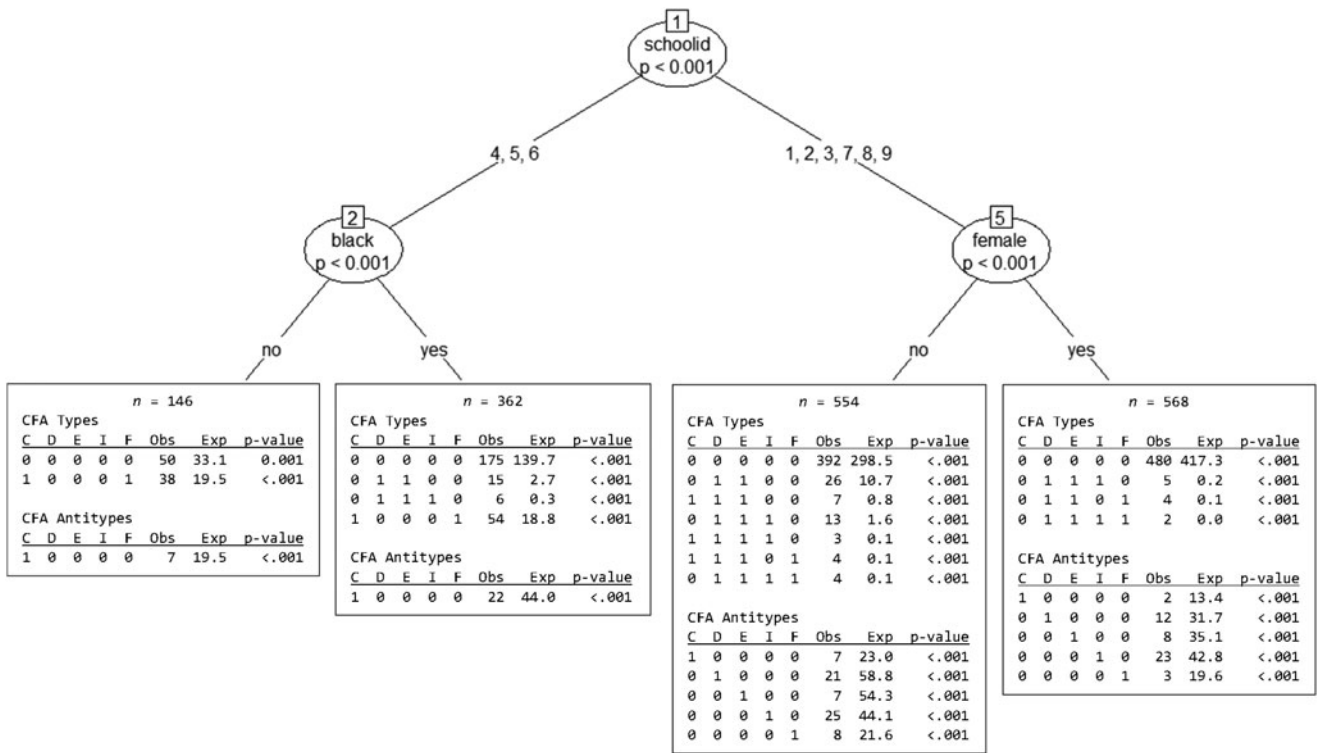 1
schoolid
p < 0.001
4, 5, 6
1, 2, 3, 7, 8, 9
2
black
p < 0.001
5
female
p < 0.001
no
yes
no
yes
n = 146
CFA Types
C D E I F Obs Exp p-value
0 0 0 0 0 50 33.1 0.001
1 0 0 0 1 38 19.5 <.001
CFA Antitypes
C D E I F Obs Exp p-value
1 0 0 0 0 7 19.5 <.001
n = 362
CFA Types
C D E I F Obs Exp p-value
0 0 0 0 0 175 139.7 <.001
0 1 1 0 0 15 2.7 <.001
0 1 1 1 0 6 0.3 <.001
1 0 0 0 1 54 18.8 <.001
CFA Antitypes
C D E I F Obs Exp p-value
1 0 0 0 0 22 44.0 <.001
n = 554
CFA Types
C D E I F Obs Exp p-value
0 0 0 0 0 392 298.5 <.001
0 1 1 0 0 26 10.7 <.001
1 1 1 0 0 7 0.8 <.001
0 1 1 1 0 13 1.6 <.001
1 1 1 1 0 3 0.1 <.001
1 1 1 0 1 4 0.1 <.001
0 1 1 1 1 4 0.1 <.001
CFA Antitypes
C D E I F Obs Exp p-value
1 0 0 0 0 7 23.0 <.001
0 1 0 0 0 21 58.8 <.001
0 0 1 0 0 7 54.3 <.001
0 0 0 1 0 25 44.1 <.001
0 0 0 0 1 8 21.6 <.001
n = 568
CFA Types
C D E I F Obs Exp p-value
0 0 0 0 0 480 417.3 <.001
0 1 1 1 0 5 0.2 <.001
0 1 1 0 1 4 0.1 <.001
0 1 1 1 1 2 0.0 <.001
CFA Antitypes
C D E I F Obs Exp p-value
1 0 0 0 0 2 13.4 <.001
0 1 0 0 0 12 31.7 <.001
0 0 1 0 0 8 35.1 <.001
0 0 0 1 0 23 42.8 <.001
0 0 0 0 1 3 19.6 <.001